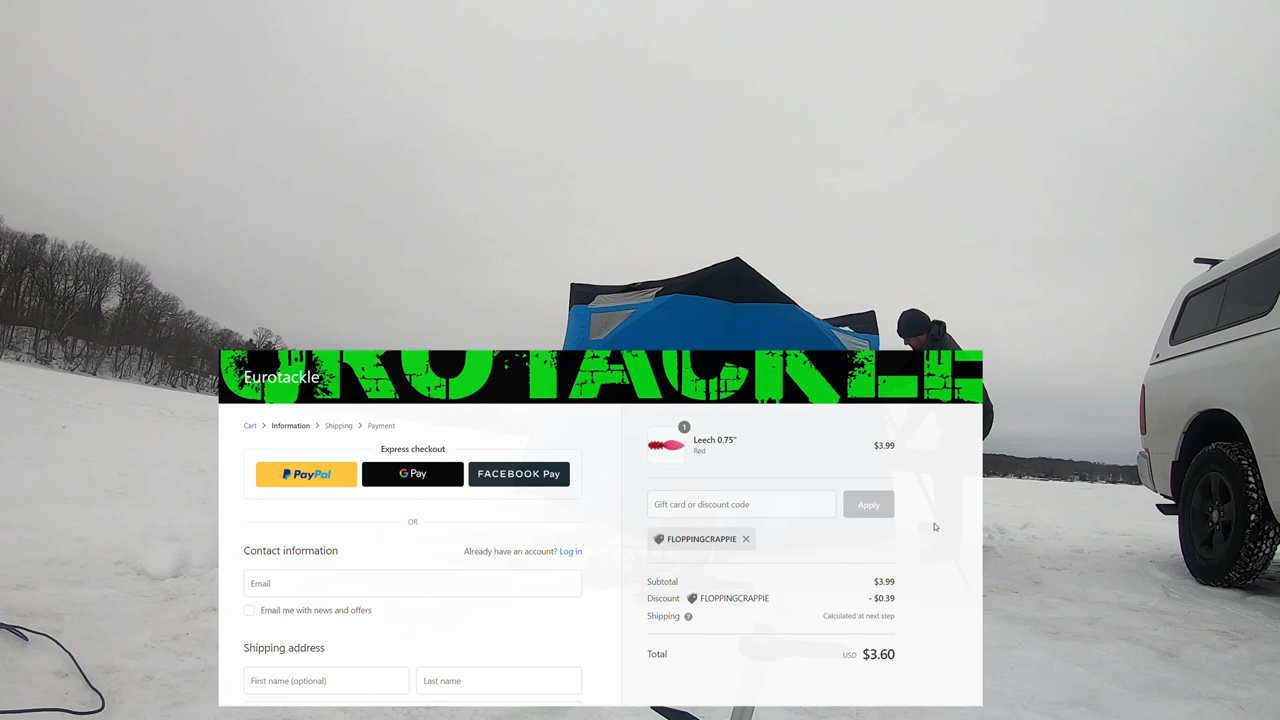 UROTACKLE
Eurotackle
Cart > Information > Shipping > Payment
Express checkout
PayPal G Pay FACEBOOK Pay
OR
Contact information Already have an account? Log in
Email
Email me with news and offers
Shipping address
First name (optional) Last name
1
Leech 0.75" $3.99
Red
Gift card or discount code Apply
FLOPPINGCRAPPIE ×
Subtotal $3.99
Discount FLOPPINGCRAPPIE - $0.39
Shipping ? Calculated at next step
Total USD $3.60